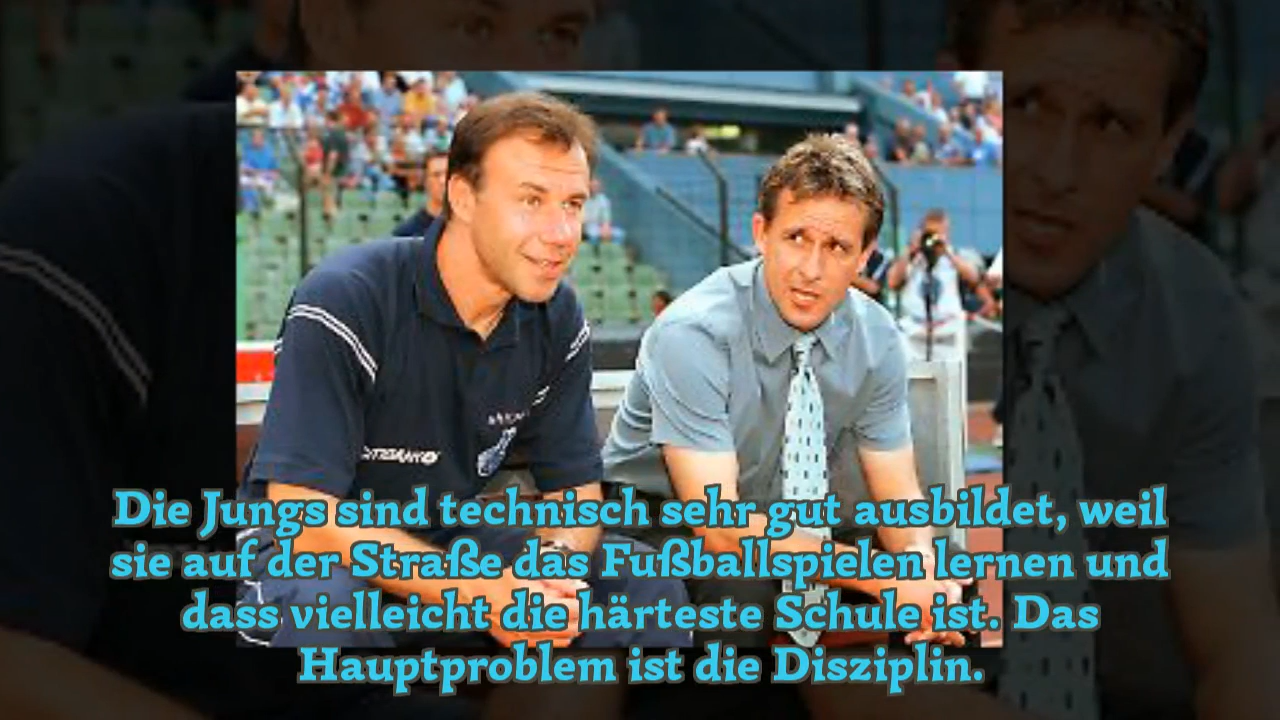 Die Jungs sind technisch sehr gut ausbildet, weil
sie auf der Straße das Fußballspielen lernen und
dass vielleicht die härteste Schule ist. Das
Hauptproblem ist die Disziplin.